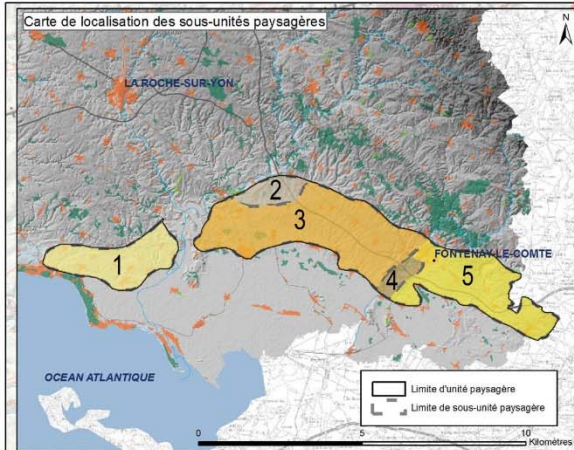 Carte de localisation des sous-unités paysagères
N
LA ROCHE-SUR-YON
2
3
1
FONTENAY-LE-COMTE
4
5
OCEAN ATLANTIQUE
Limite d'unité paysagère
Limite de sous-unité paysagère
0 5 10
Kilomètres